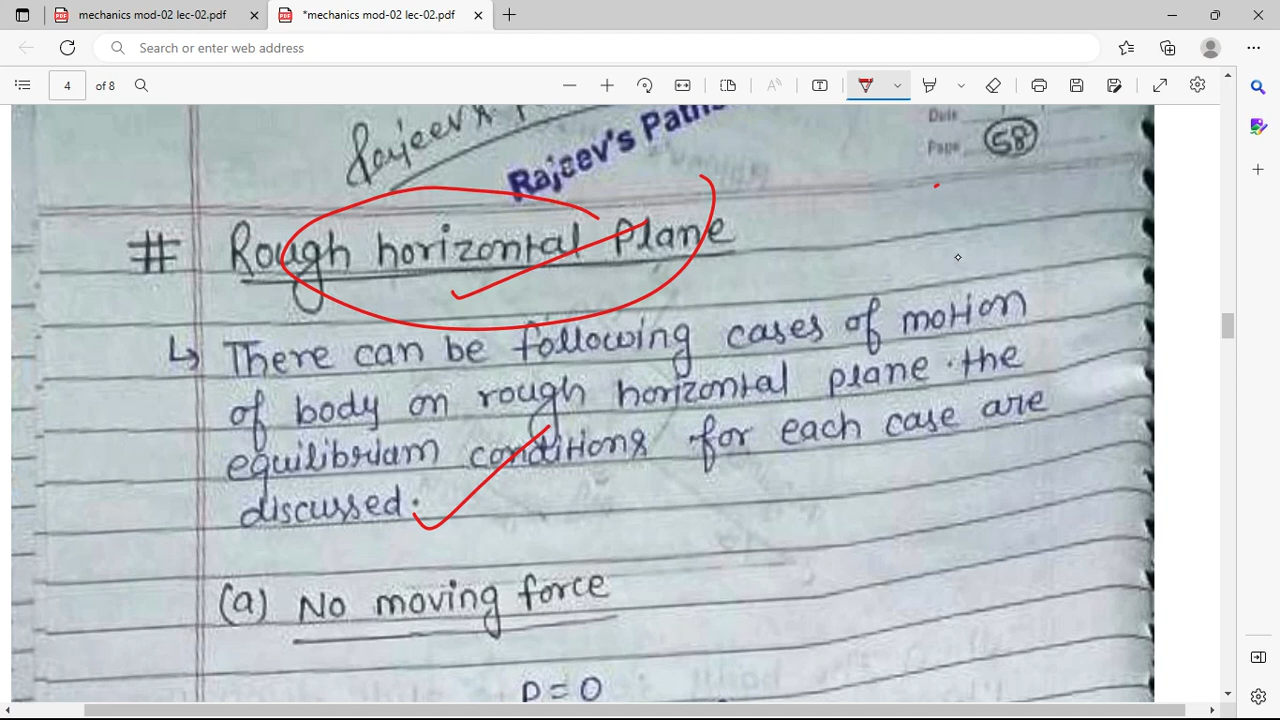 mechanics mod-02 lec-02.pdf
*mechanics mod-02 lec-02.pdf
Search or enter web address
4 of 8
Rajeev's
Date
Page 58
# Rough horizontal Plane
↳ There can be following cases of motion
of body on rough horizontal plane. the
equilibriam conditions for each case are
discussed.
(a) No moving force
P = 0